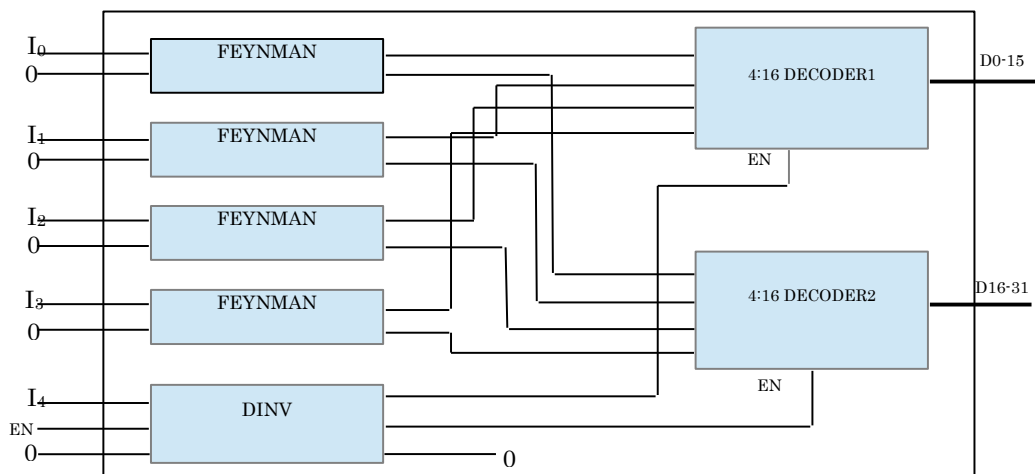 I0
0
FEYNMAN
4:16 DECODER1
D0-15
I1
0
FEYNMAN
EN
I2
0
FEYNMAN
I3
0
FEYNMAN
4:16 DECODER2
D16-31
I4
EN
0
DINV
EN
0